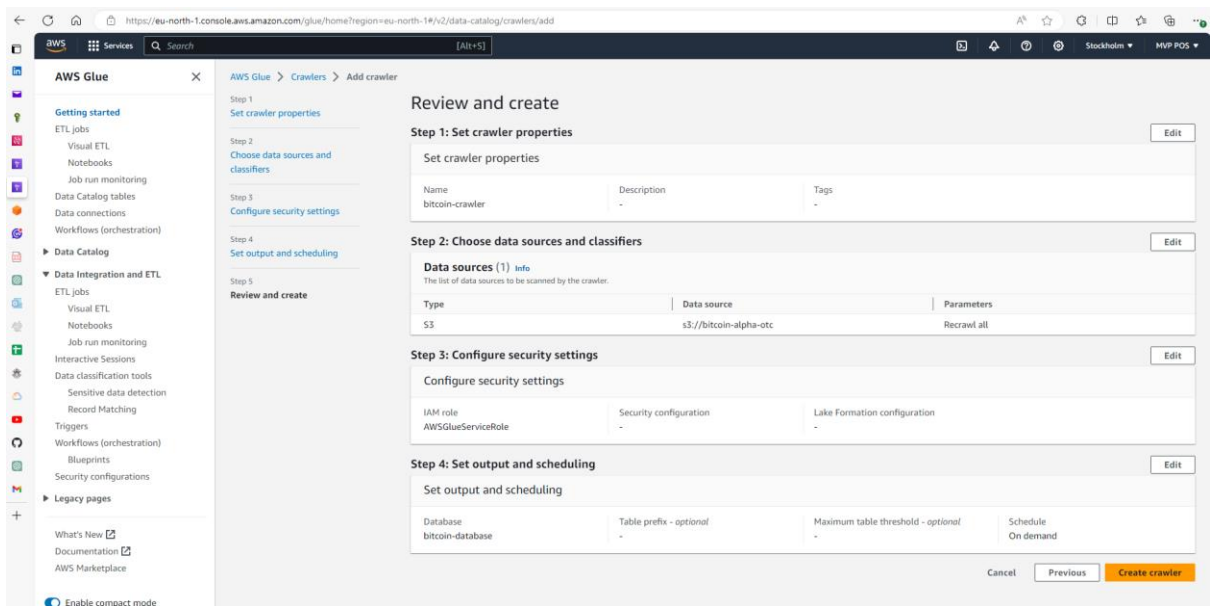 https://eu-north-1.console.aws.amazon.com/glue/home?region=eu-north-1#/v2/data-catalog/crawlers/add
aws
Services
Search
[Alt+S]
Stockholm
MVP POS
AWS Glue
Getting started
ETL jobs
Visual ETL
Notebooks
Job run monitoring
Data Catalog tables
Data connections
Workflows (orchestration)
Data Catalog
Data Integration and ETL
ETL jobs
Visual ETL
Notebooks
Job run monitoring
Interactive Sessions
Data classification tools
Sensitive data detection
Record Matching
Triggers
Workflows (orchestration)
Blueprints
Security configurations
Legacy pages
What's New
Documentation
AWS Marketplace
Enable compact mode
AWS Glue > Crawlers > Add crawler
Step 1
Set crawler properties
Step 2
Choose data sources and
classifiers
Step 3
Configure security settings
Step 4
Set output and scheduling
Step 5
Review and create
Review and create
Step 1: Set crawler properties
Edit
Set crawler properties
Name
bitcoin-crawler
Description
-
Tags
-
Step 2: Choose data sources and classifiers
Edit
Data sources (1) Info
The list of data sources to be scanned by the crawler.
Type Data source Parameters
S3 s3://bitcoin-alpha-otc Recrawl all
Step 3: Configure security settings
Edit
Configure security settings
IAM role
AWSGlueServiceRole
Security configuration
-
Lake Formation configuration
-
Step 4: Set output and scheduling
Edit
Set output and scheduling
Database
bitcoin-database
Table prefix - optional
-
Maximum table threshold - optional
-
Schedule
On demand
Cancel
Previous
Create crawler